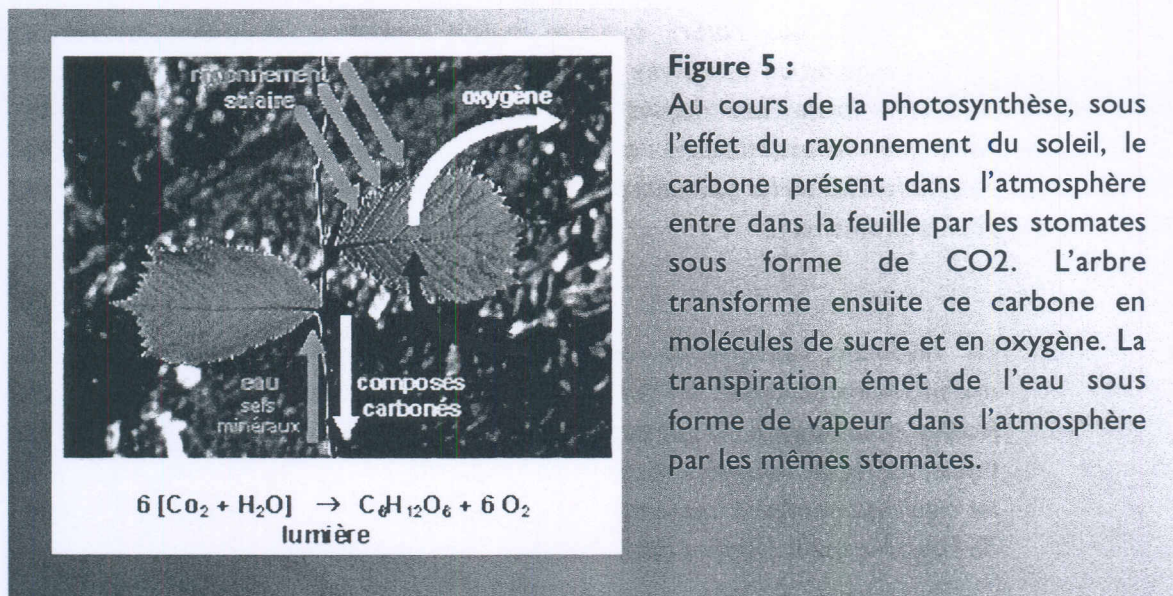 rayonnement
solaire
oxygène
eau
sels
minéraux
composés
carbonés
6 [Co₂ + H₂O] → C₆H₁₂O₆ + 6 O₂
lumière
Figure 5 :
Au cours de la photosynthèse, sous
l'effet du rayonnement du soleil, le
carbone présent dans l'atmosphère
entre dans la feuille par les stomates
sous forme de CO2. L'arbre
transforme ensuite ce carbone en
molécules de sucre et en oxygène. La
transpiration émet de l'eau sous
forme de vapeur dans l'atmosphère
par les mêmes stomates.